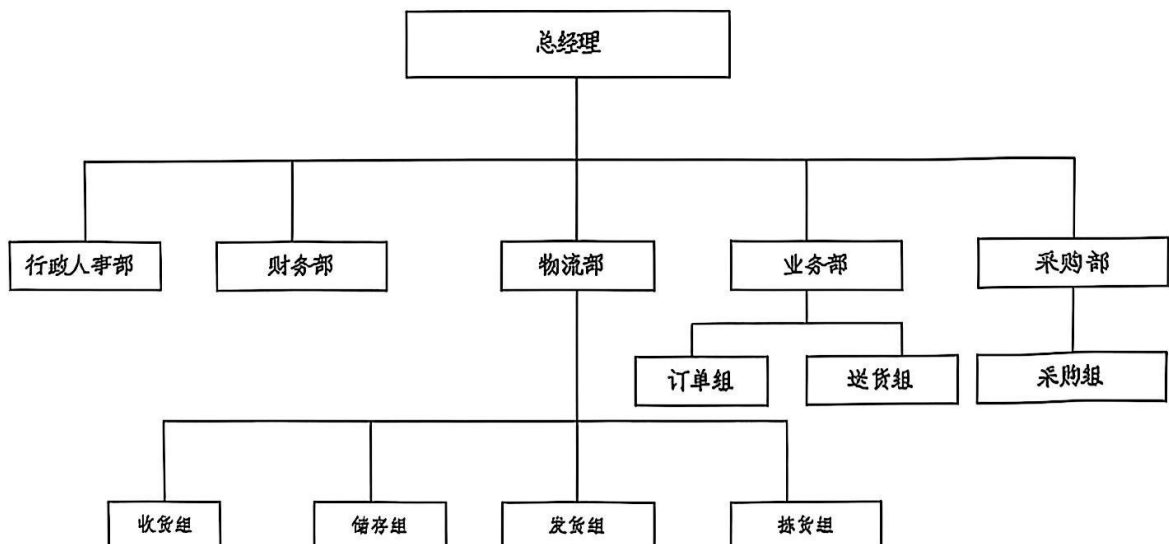 总经理
行政人事部
财务部
物流部
业务部
采购部
订单组
送货组
采购组
收货组
储存组
发货组
拣货组